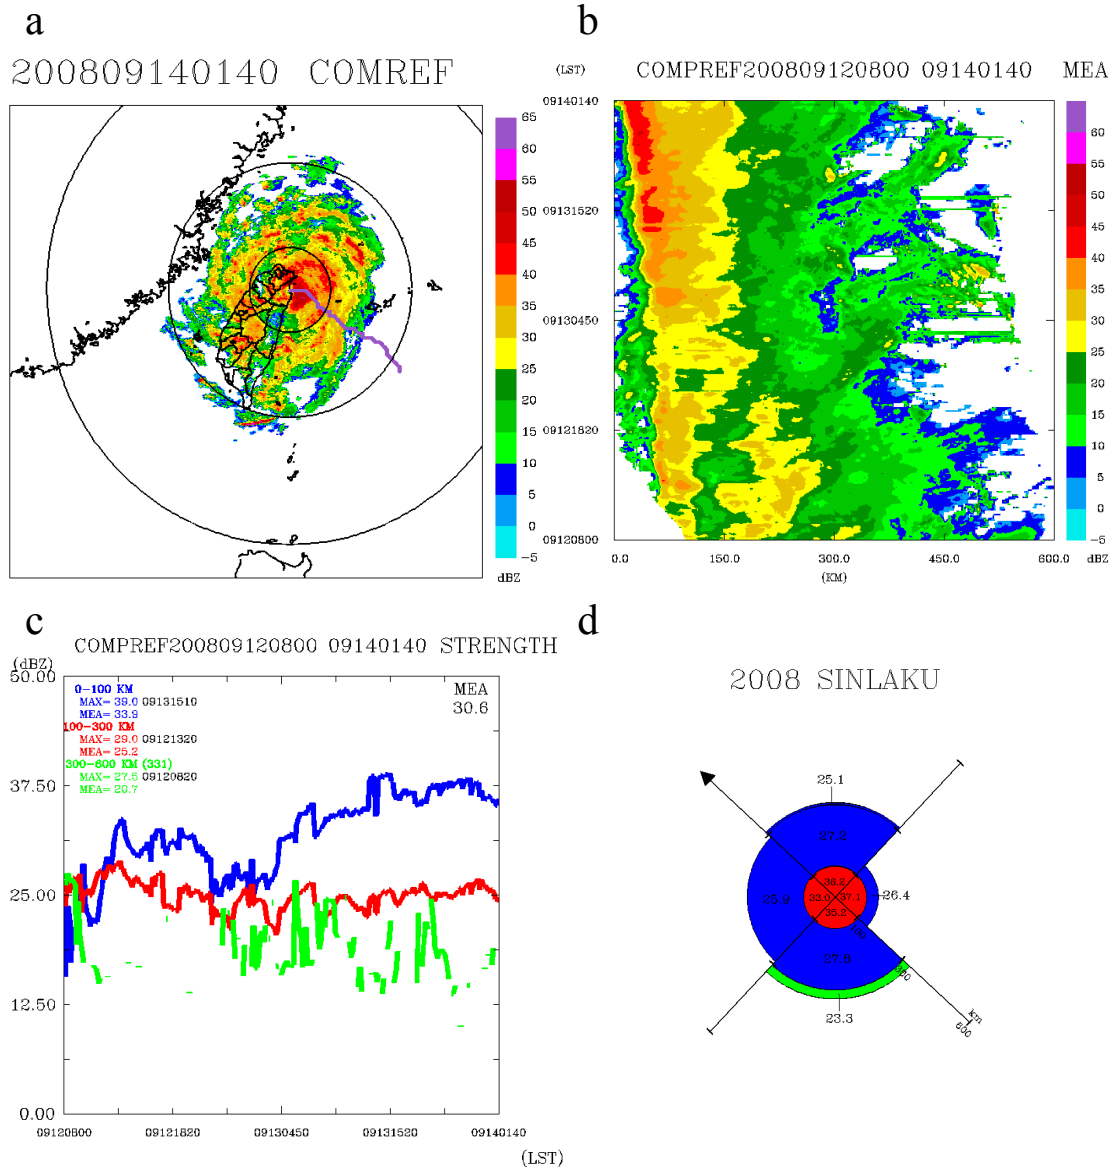 a
200809140140 COMREF
65
60
55
50
45
40
35
30
25
20
15
10
5
0
-5
dBZ
b
(LST) COMPREF200809120800 09140140 MEA
09140140
09131520
09130450
09121820
09120800
0.0 150.0 300.0 450.0 600.0
(KM)
65
60
55
50
45
40
35
30
25
20
15
10
5
0
-5
dBZ
c
COMPREF200809120800 09140140 STRENGTH
(dBZ)
50.00
37.50
25.00
12.50
0.00
0-100 KM
MAX= 39.0 09131510
MEA= 33.9
100-300 KM
MAX= 29.0 09121320
MEA= 25.2
300-600 KM (331)
MAX= 27.5 09120820
MEA= 20.7
MEA
30.6
09120800 09121820 09130450 09131520 09140140
(LST)
d
2008 SINLAKU
25.1
27.2
36.2
25.9 33.0 37.1 26.4
35.2
100
27.6
300
23.3
km
600